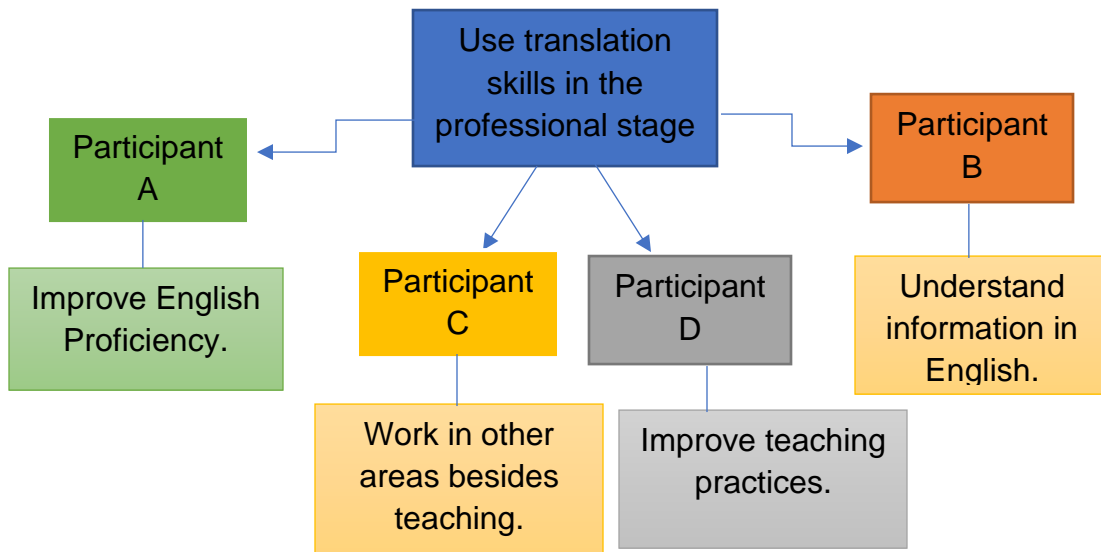 Use translation
skills in the
professional stage
Participant
A
Participant
B
Participant
C
Participant
D
Improve English
Proficiency.
Understand
information in
English.
Work in other
areas besides
teaching.
Improve teaching
practices.